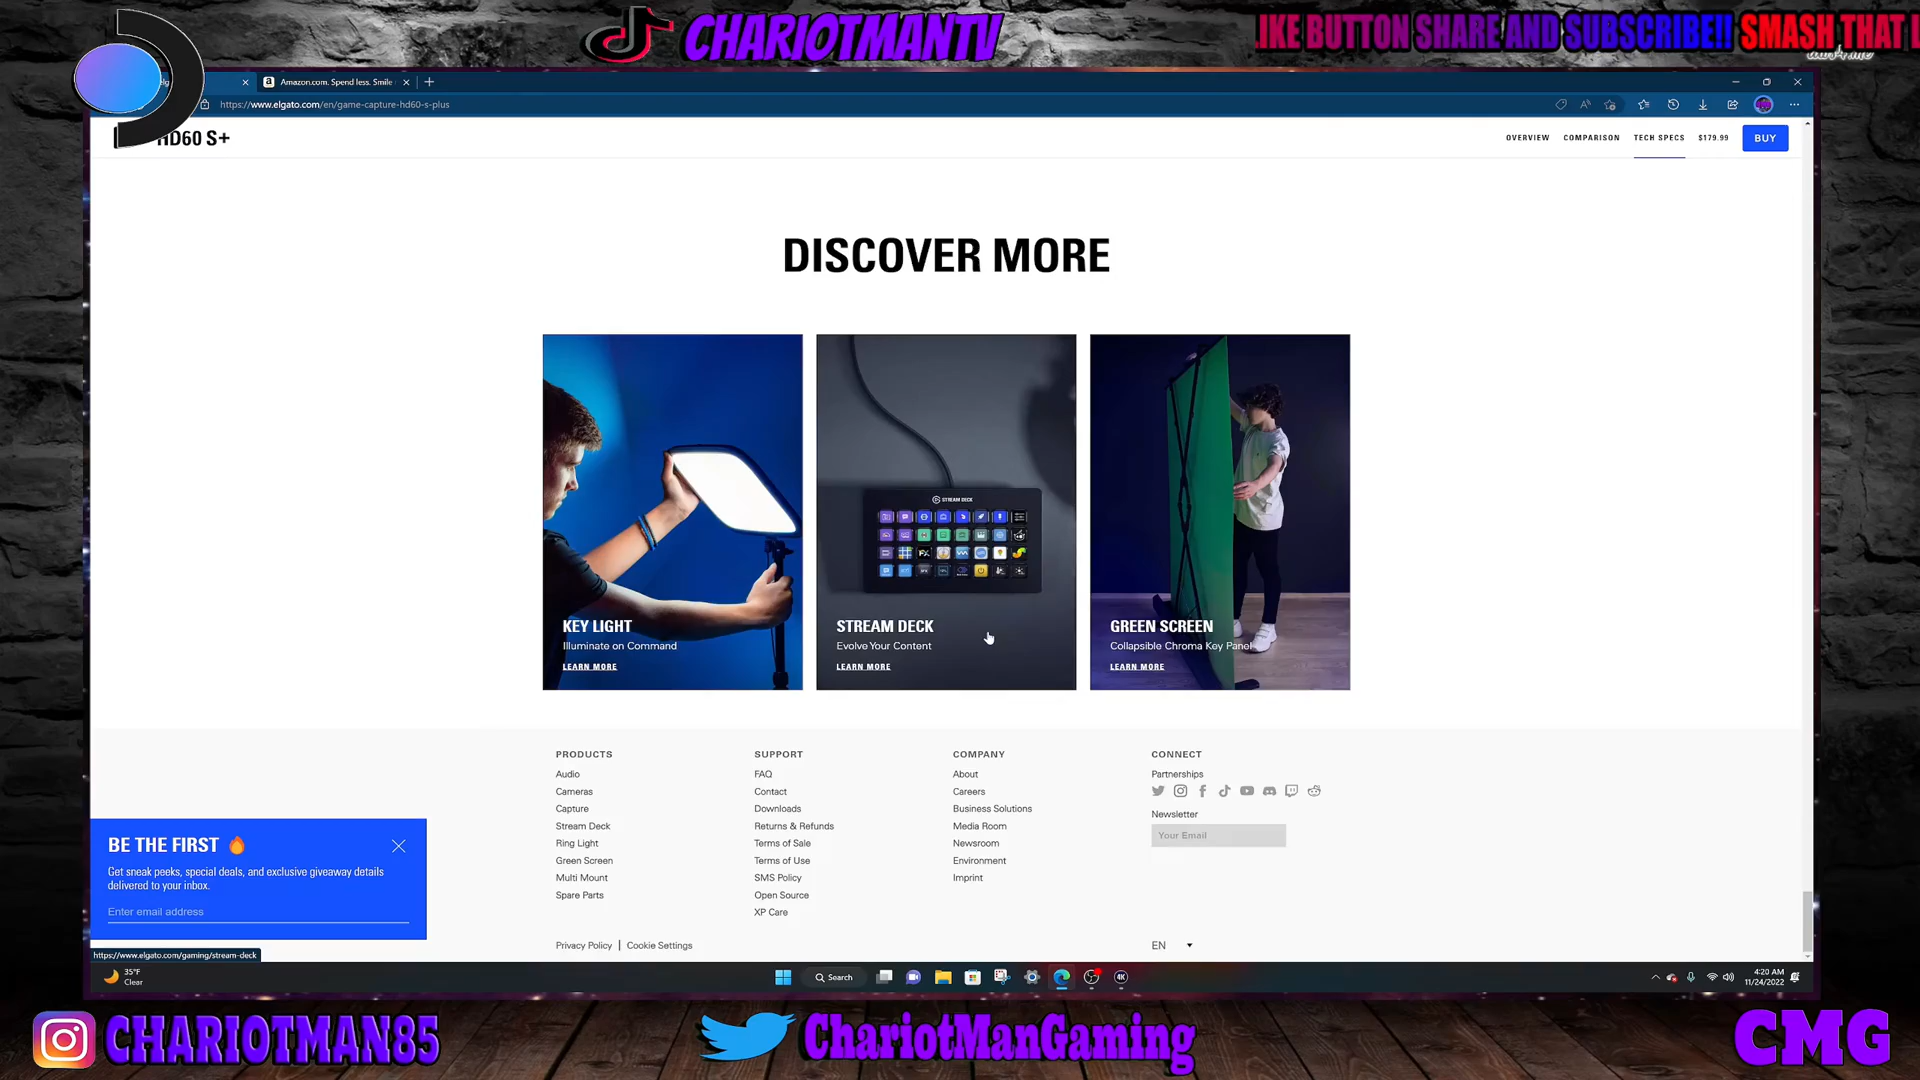 CHARIOTMANTV
IKE BUTTON SHARE AND SUBSCRIBE!! SMASH THAT
Amazon.com. Spend less. Smile
https://www.elgato.com/en/game-capture-hd60-s-plus
HD60 S+
OVERVIEW COMPARISON TECH SPECS $179.99 BUY
DISCOVER MORE
STREAM DECK
KEY LIGHT
Illuminate on Command
LEARN MORE
STREAM DECK
Evolve Your Content
LEARN MORE
GREEN SCREEN
Collapsible Chroma Key Panel
LEARN MORE
PRODUCTS
Audio
Cameras
Capture
Stream Deck
Ring Light
Green Screen
Multi Mount
Spare Parts
SUPPORT
FAQ
Contact
Downloads
Returns & Refunds
Terms of Sale
Terms of Use
SMS Policy
Open Source
XP Care
COMPANY
About
Careers
Business Solutions
Media Room
Newsroom
Environment
Imprint
CONNECT
Partnerships
Newsletter
Your Email
BE THE FIRST
Get sneak peeks, special deals, and exclusive giveaway details
delivered to your inbox.
Enter email address
Privacy Policy | Cookie Settings
EN
https://www.elgato.com/gaming/stream-deck
35°F
Clear
Search
4K
4:20 AM
11/24/2022
CHARIOTMAN85
ChariotManGaming
CMG